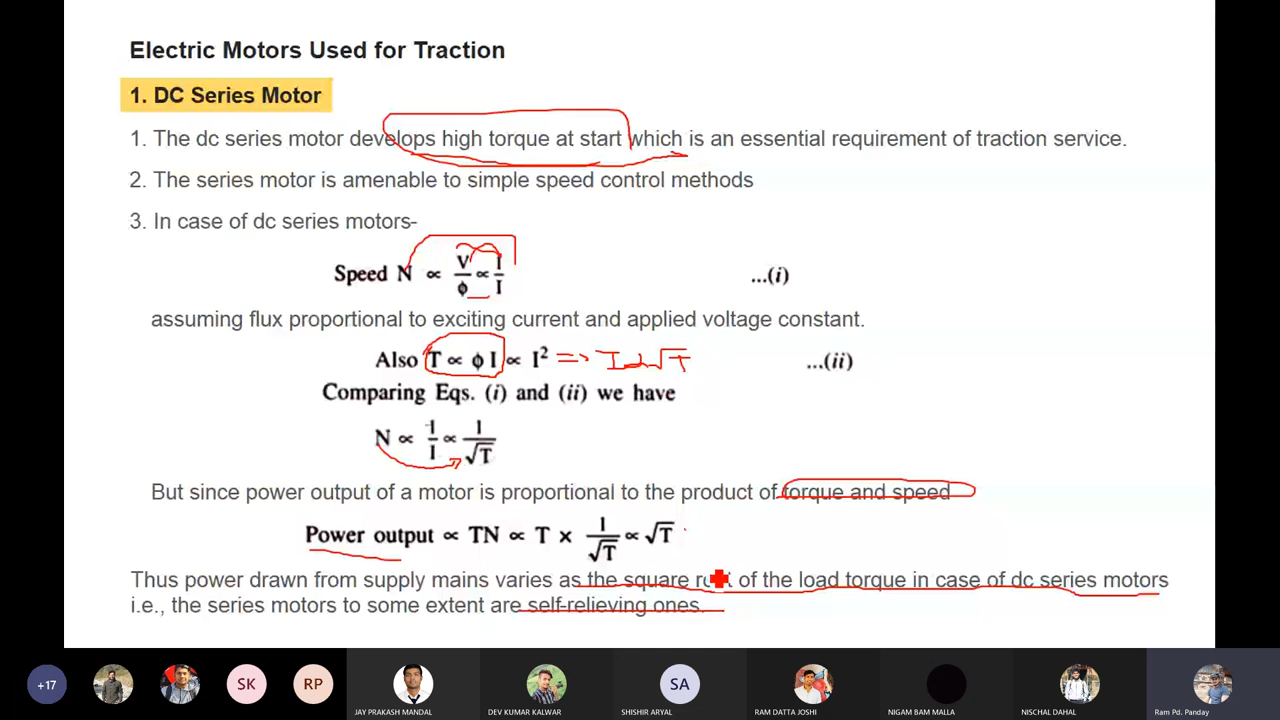 Electric Motors Used for Traction
1. DC Series Motor
1. The dc series motor develops high torque at start which is an essential requirement of traction service.
2. The series motor is amenable to simple speed control methods
3. In case of dc series motors-
Speed N ∝ V/ϕ ∝ I/I ...(i)
assuming flux proportional to exciting current and applied voltage constant.
Also T ∝ ϕ I ∝ I² => I ∝ √T ...(ii)
Comparing Eqs. (i) and (ii) we have
N ∝ 1/I ∝ 1/√T
But since power output of a motor is proportional to the product of torque and speed
Power output ∝ TN ∝ T × 1/√T ∝ √T
Thus power drawn from supply mains varies as the square root of the load torque in case of dc series motors
i.e., the series motors to some extent are self-relieving ones.
+17
SK
RP
JAY PRAKASH MANDAL
DEV KUMAR KALWAR
SA
SHISHIR ARYAL
RAM DATTA JOSHI
NIGAM BAM MALLA
NISCHAL DAHAL
Ram Pd. Panday